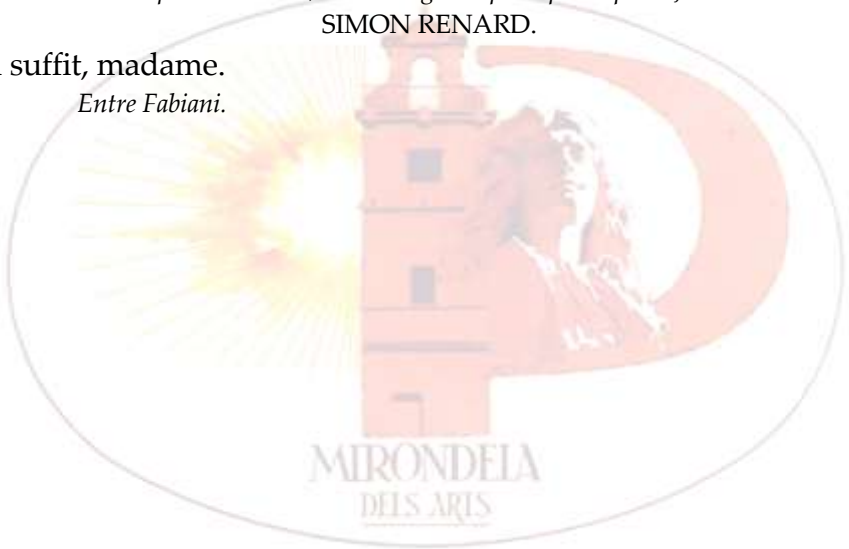 SIMON RENARD.
suffit, madame.
Entre Fabiani.
MIRONDELA
DELS ARTS